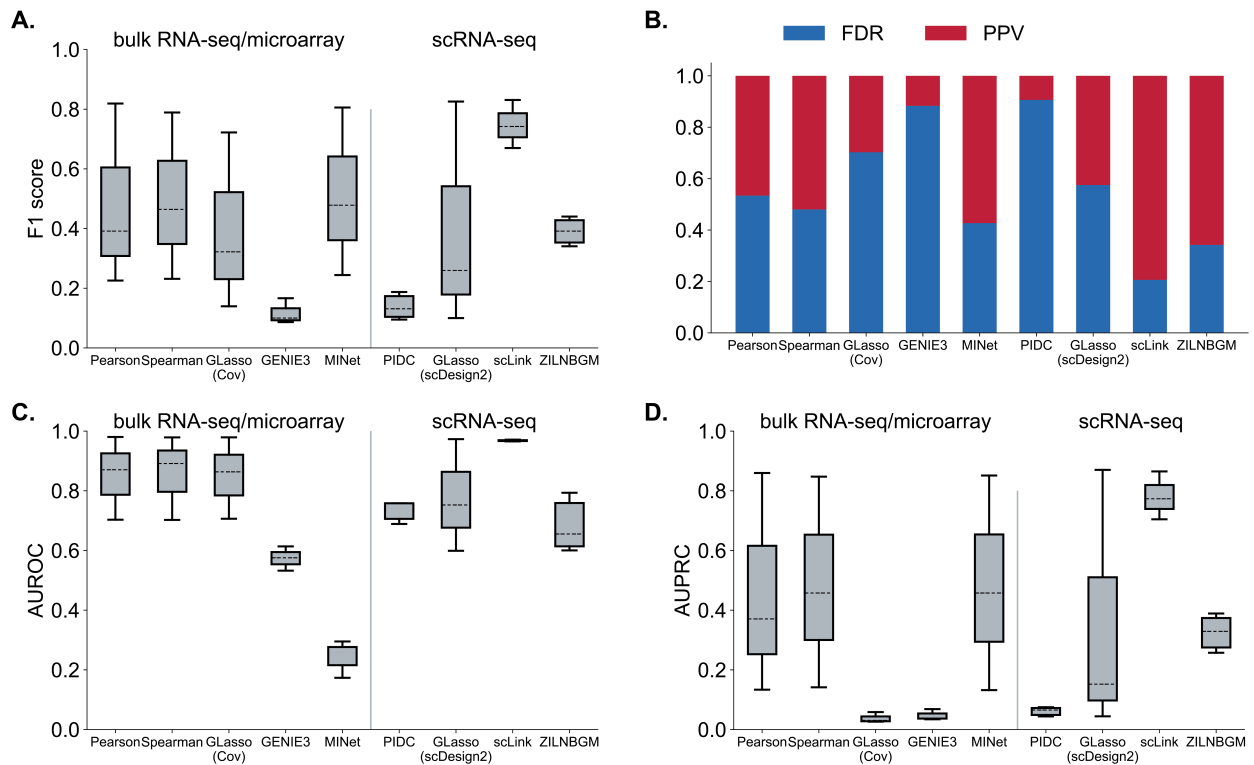 A.
bulk RNA-seq/microarray
scRNA-seq
F1 score
1.0
0.8
0.6
0.4
0.2
0.0
Pearson Spearman GLasso (Cov) GENIE3 MINet PIDC GLasso (scDesign2) scLink ZILNBGM
B.
FDR PPV
1.0
0.8
0.6
0.4
0.2
0.0
Pearson Spearman GLasso (Cov) GENIE3 MINet PIDC GLasso (scDesign2) scLink ZILNBGM
C.
bulk RNA-seq/microarray
scRNA-seq
AUROC
1.0
0.8
0.6
0.4
0.2
0.0
Pearson Spearman GLasso (Cov) GENIE3 MINet PIDC GLasso (scDesign2) scLink ZILNBGM
D.
bulk RNA-seq/microarray
scRNA-seq
AUPRC
1.0
0.8
0.6
0.4
0.2
0.0
Pearson Spearman GLasso (Cov) GENIE3 MINet PIDC GLasso (scDesign2) scLink ZILNBGM